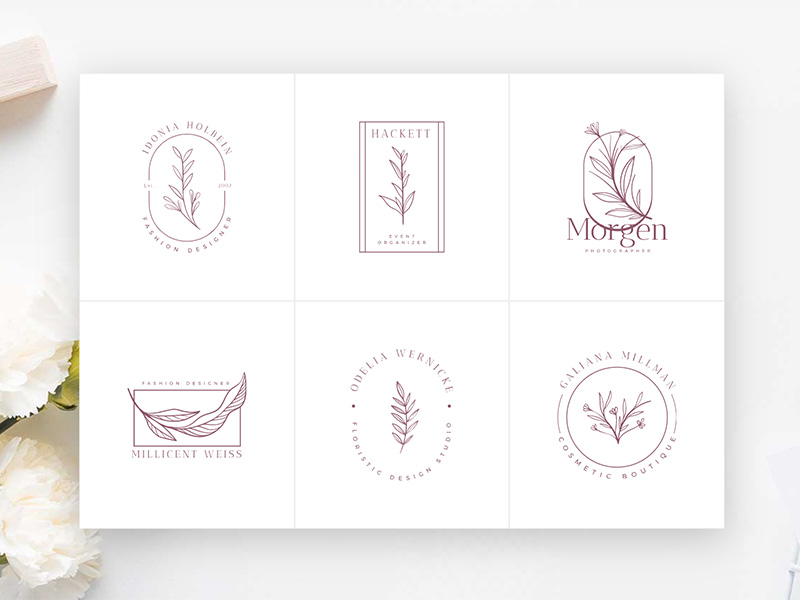 IDONIA HOLBEIN
Est. 2002
FASHION DESIGNER
HACKETT
EVENT
ORGANIZER
Morgen
PHOTOGRAPHER
FASHION DESIGNER
MILLICENT WEISS
ODELIA WERNICKE
FLORISTIC DESIGN STUDIO
GALIANA MILLMAN
COSMETIC BOUTIQUE